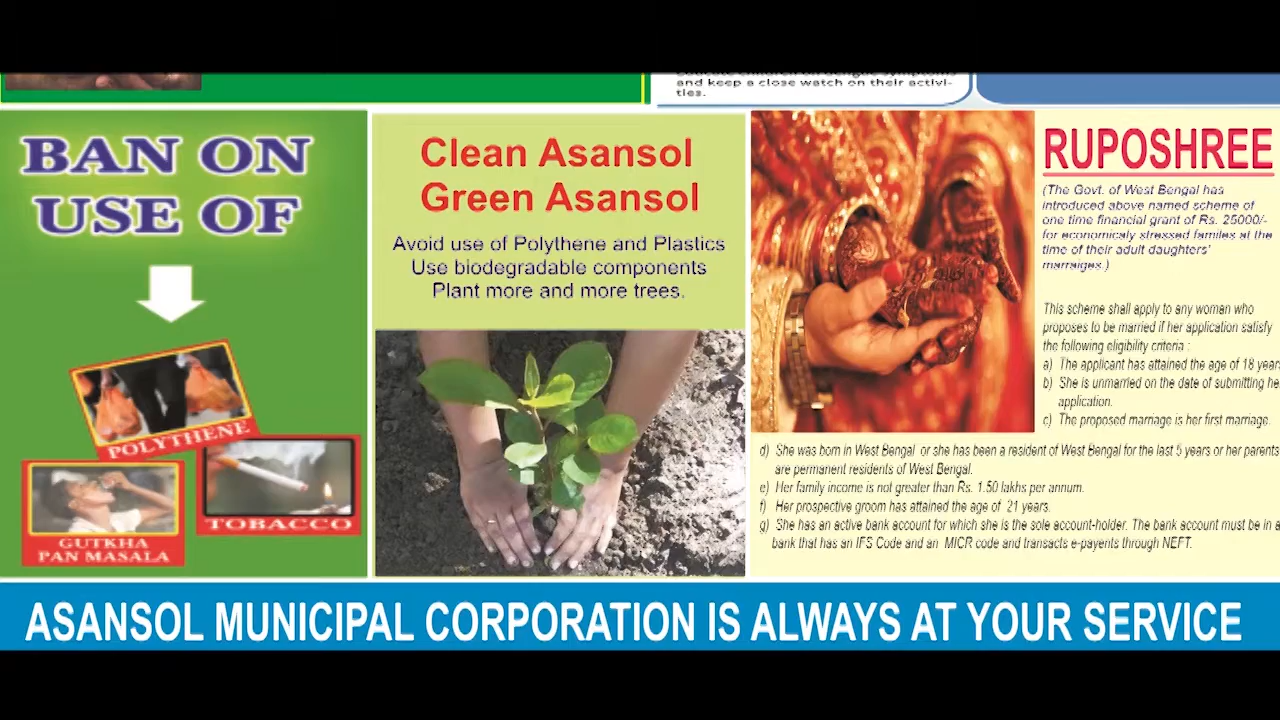 and keep a close watch on their activi-
ties.
BAN ON
USE OF
POLYTHENE
TOBACCO
GUTKHA
PAN MASALA
Clean Asansol
Green Asansol
Avoid use of Polythene and Plastics
Use biodegradable components
Plant more and more trees.
RUPOSHREE
(The Govt. of West Bengal has
introduced above named scheme of
one time financial grant of Rs. 25000/-
for economicaly stressed familes at the
time of their adult daughters'
marraiges.)
This scheme shall apply to any woman who
proposes to be married if her application satisfy
the following eligibility criteria :
a) The applicant has attained the age of 18 year
b) She is unmarried on the date of submitting he
application.
c) The proposed marriage is her first marriage.
d) She was born in West Bengal or she has been a resident of West Bengal for the last 5 years or her parents
are permanent residents of West Bengal.
e) Her family income is not greater than Rs. 1.50 lakhs per annum.
f) Her prospective groom has attained the age of 21 years.
g) She has an active bank account for which she is the sole account-holder. The bank account must be in a
bank that has an IFS Code and an MICR code and transacts e-payents through NEFT.
ASANSOL MUNICIPAL CORPORATION IS ALWAYS AT YOUR SERVICE